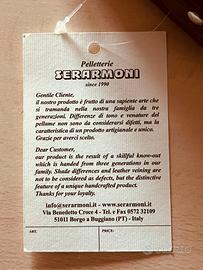 Pelletterie
SERARMONI
since 1990
Gentile Cliente,
il nostro prodotto è frutto di una sapiente arte che
si tramanda nella nostra famiglia da tre
generazioni. Differenze di tono e venature del
pellame non sono da considerarsi difetti, ma la
caratteristica di un prodotto artigianale e unico.
Grazie per averci scelto.
Dear Customer,
our product is the result of a skilful know-out
which is handed from three generations in our
family. Shade differences and leather veining are
not to be considered as defects, but the distinctive
feature of a unique handcrafted product.
Thanks for your loyalty.
info@serarmoni.it - www.serarmoni.it
Via Benedetto Croce 4 - Tel. e Fax 0572 32109
51011 Borgo a Buggiano (PT) - Italy
ART. PRICE: